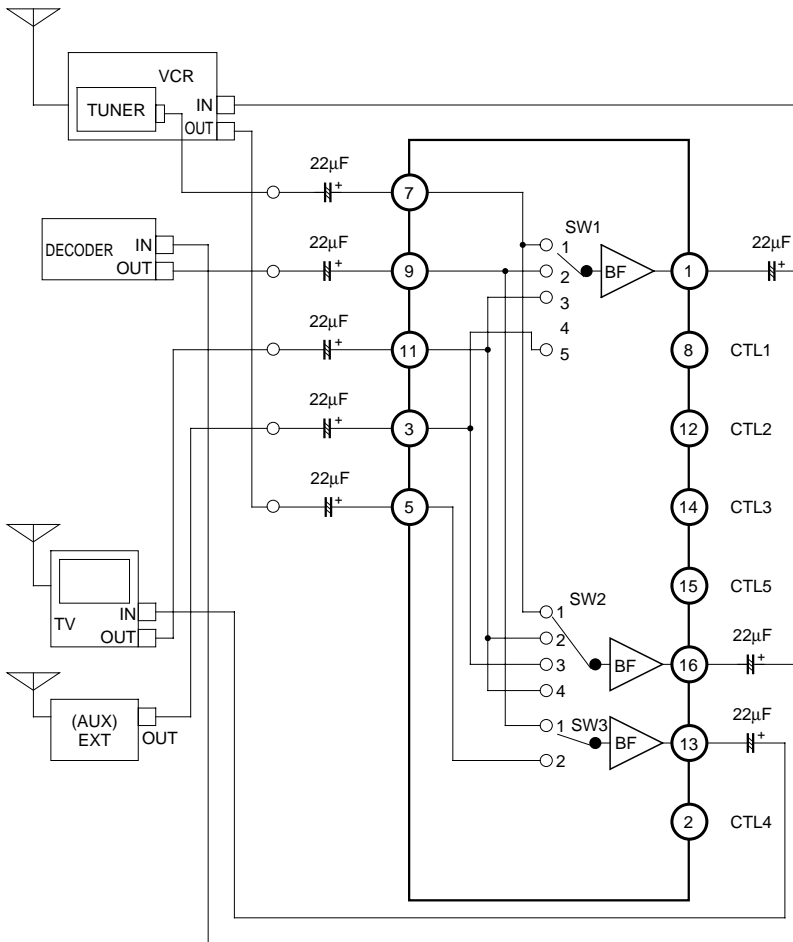 VCR
TUNER
IN
OUT
22μF
7
SW1
1
2
3
4
5
BF
1
22μF
DECODER
IN
OUT
22μF
9
22μF
11
8
CTL1
22μF
3
12
CTL2
22μF
5
14
CTL3
15
CTL5
TV
IN
OUT
SW2
1
2
3
4
BF
16
22μF
(AUX)
EXT
OUT
SW3
1
2
BF
13
22μF
2
CTL4